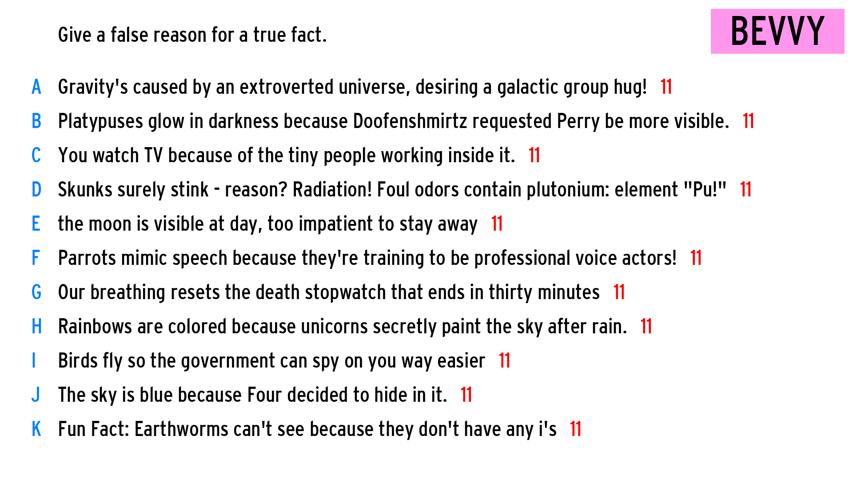 Give a false reason for a true fact.
BEVVY
A Gravity's caused by an extroverted universe, desiring a galactic group hug! 11
B Platypuses glow in darkness because Doofenshmirtz requested Perry be more visible. 11
C You watch TV because of the tiny people working inside it. 11
D Skunks surely stink - reason? Radiation! Foul odors contain plutonium: element "Pu!" 11
E the moon is visible at day, too impatient to stay away 11
F Parrots mimic speech because they're training to be professional voice actors! 11
G Our breathing resets the death stopwatch that ends in thirty minutes 11
H Rainbows are colored because unicorns secretly paint the sky after rain. 11
I Birds fly so the government can spy on you way easier 11
J The sky is blue because Four decided to hide in it. 11
K Fun Fact: Earthworms can't see because they don't have any i's 11